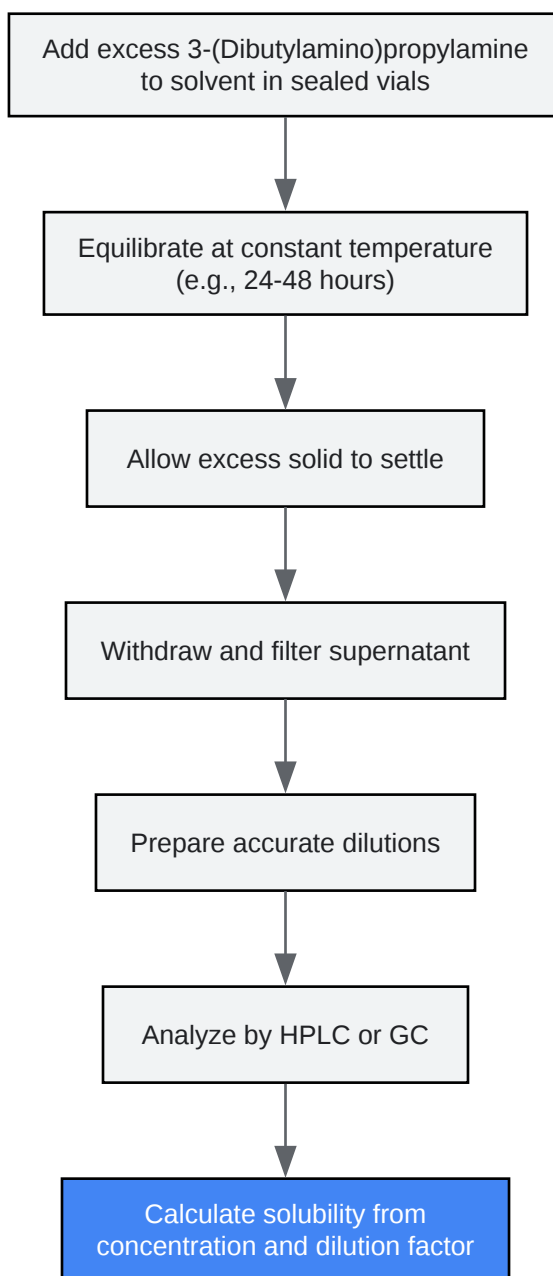 Add excess 3-(Dibutylamino)propylamine
to solvent in sealed vials
Equilibrate at constant temperature
(e.g., 24-48 hours)
Allow excess solid to settle
Withdraw and filter supernatant
Prepare accurate dilutions
Analyze by HPLC or GC
Calculate solubility from
concentration and dilution factor